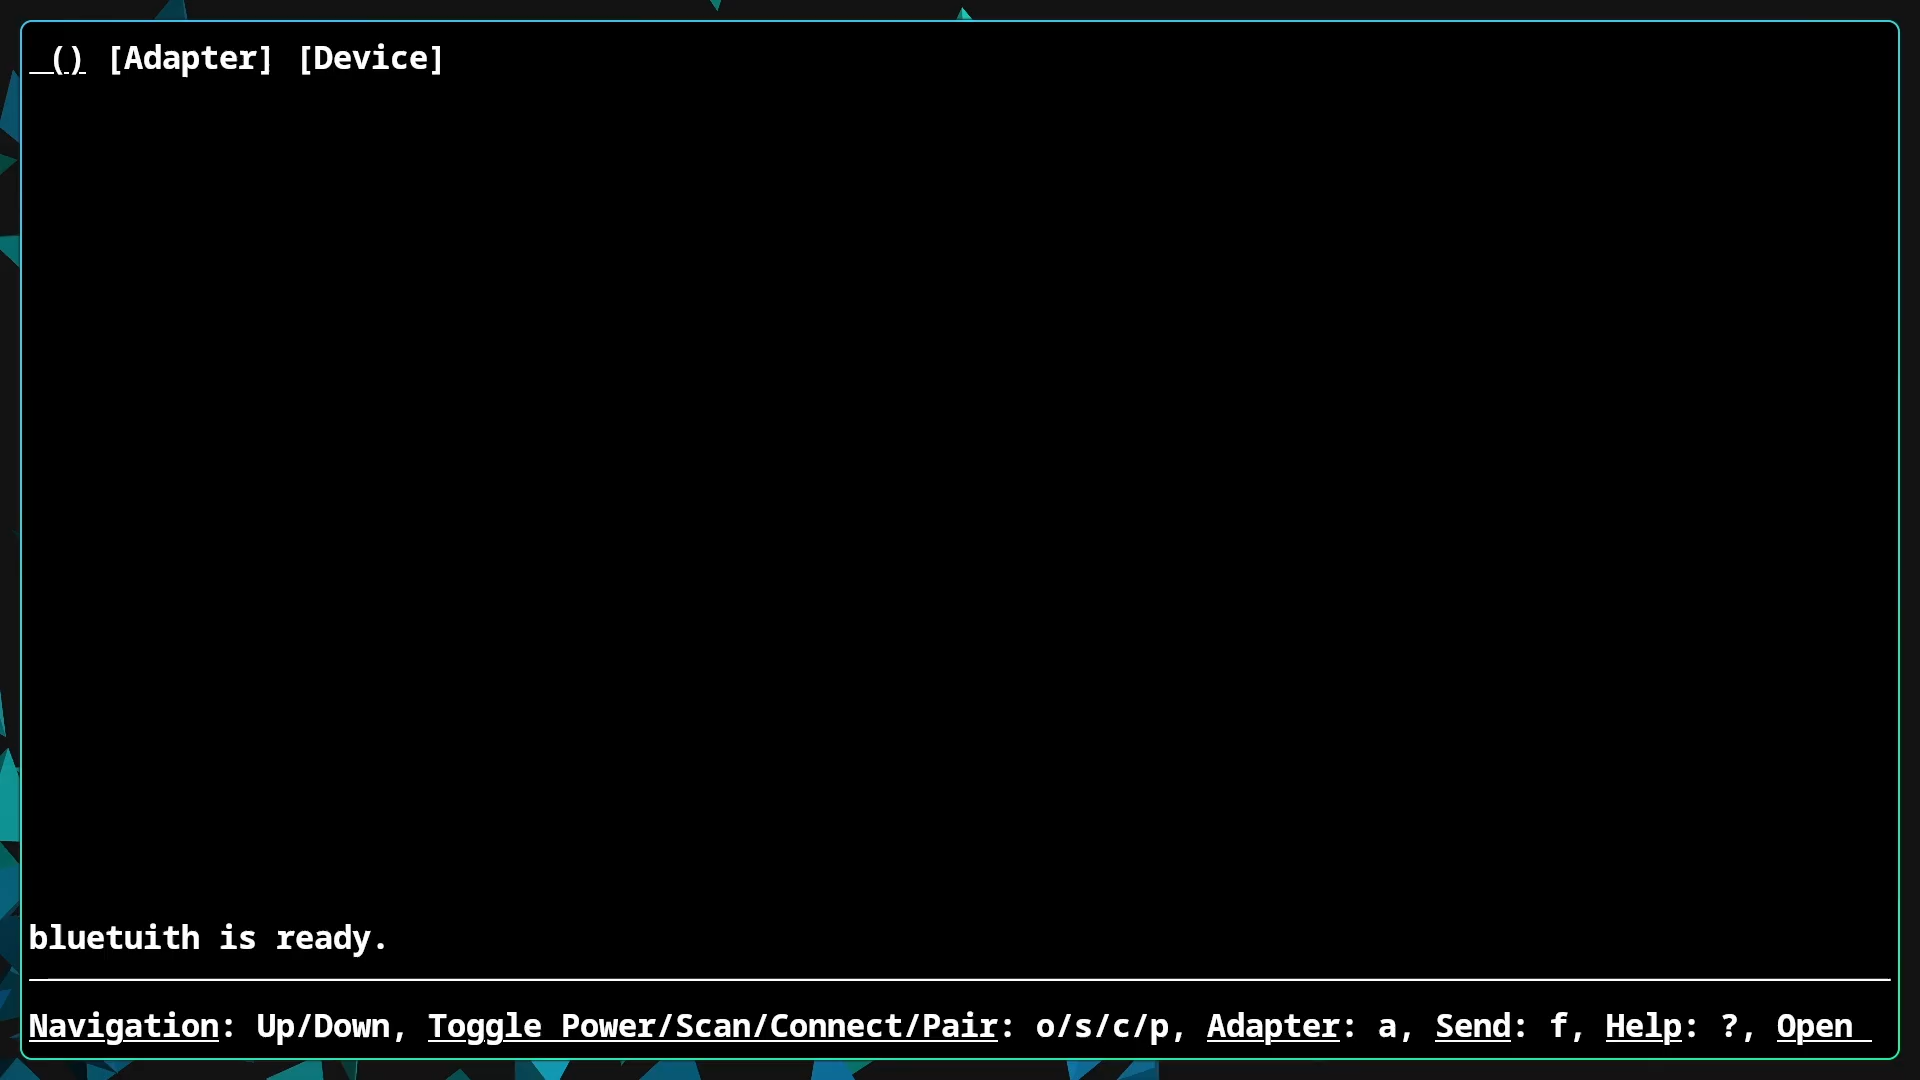 () [Adapter] [Device]
bluetuith is ready.
Navigation: Up/Down, Toggle Power/Scan/Connect/Pair: o/s/c/p, Adapter: a, Send: f, Help: ?, Open